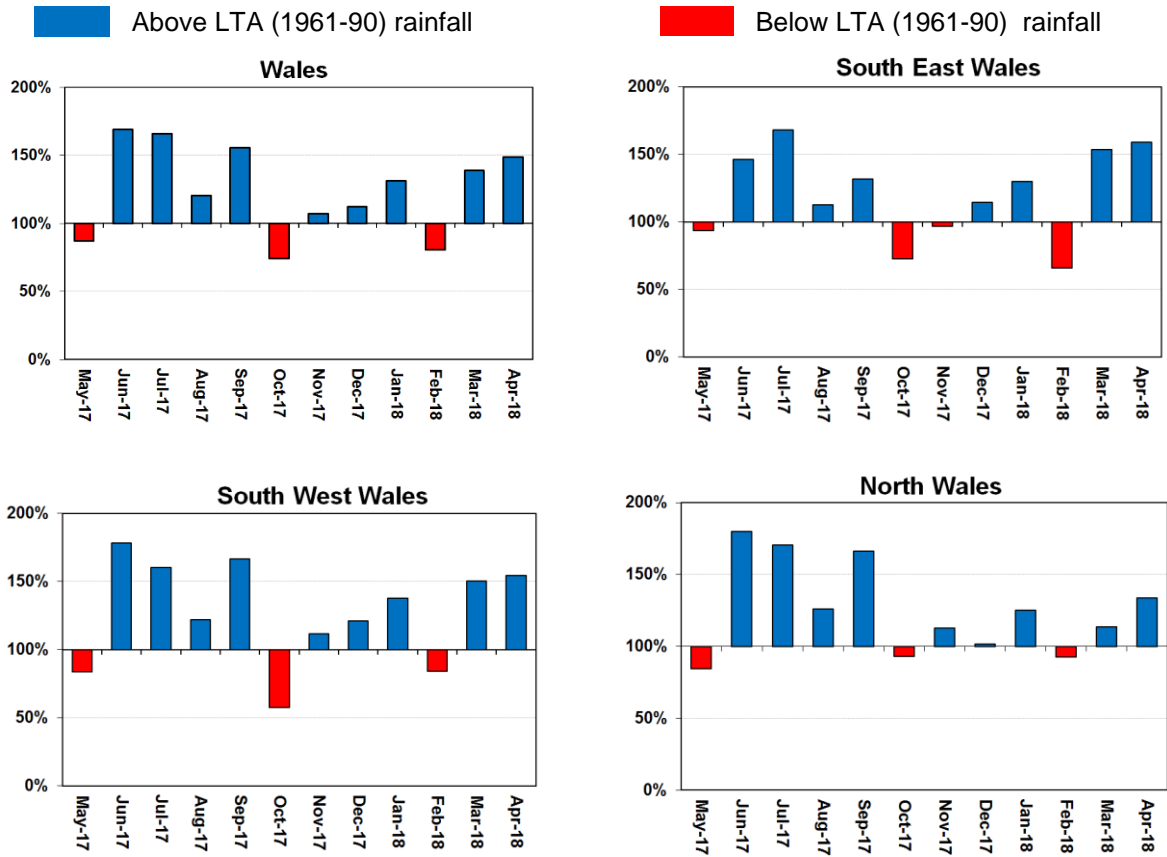 Above LTA (1961-90) rainfall
Below LTA (1961-90) rainfall
Wales
200%
150%
100%
50%
0%
May-17
Jun-17
Jul-17
Aug-17
Sep-17
Oct-17
Nov-17
Dec-17
Jan-18
Feb-18
Mar-18
Apr-18
South East Wales
200%
150%
100%
50%
0%
May-17
Jun-17
Jul-17
Aug-17
Sep-17
Oct-17
Nov-17
Dec-17
Jan-18
Feb-18
Mar-18
Apr-18
South West Wales
200%
150%
100%
50%
0%
May-17
Jun-17
Jul-17
Aug-17
Sep-17
Oct-17
Nov-17
Dec-17
Jan-18
Feb-18
Mar-18
Apr-18
North Wales
200%
150%
100%
50%
0%
May-17
Jun-17
Jul-17
Aug-17
Sep-17
Oct-17
Nov-17
Dec-17
Jan-18
Feb-18
Mar-18
Apr-18